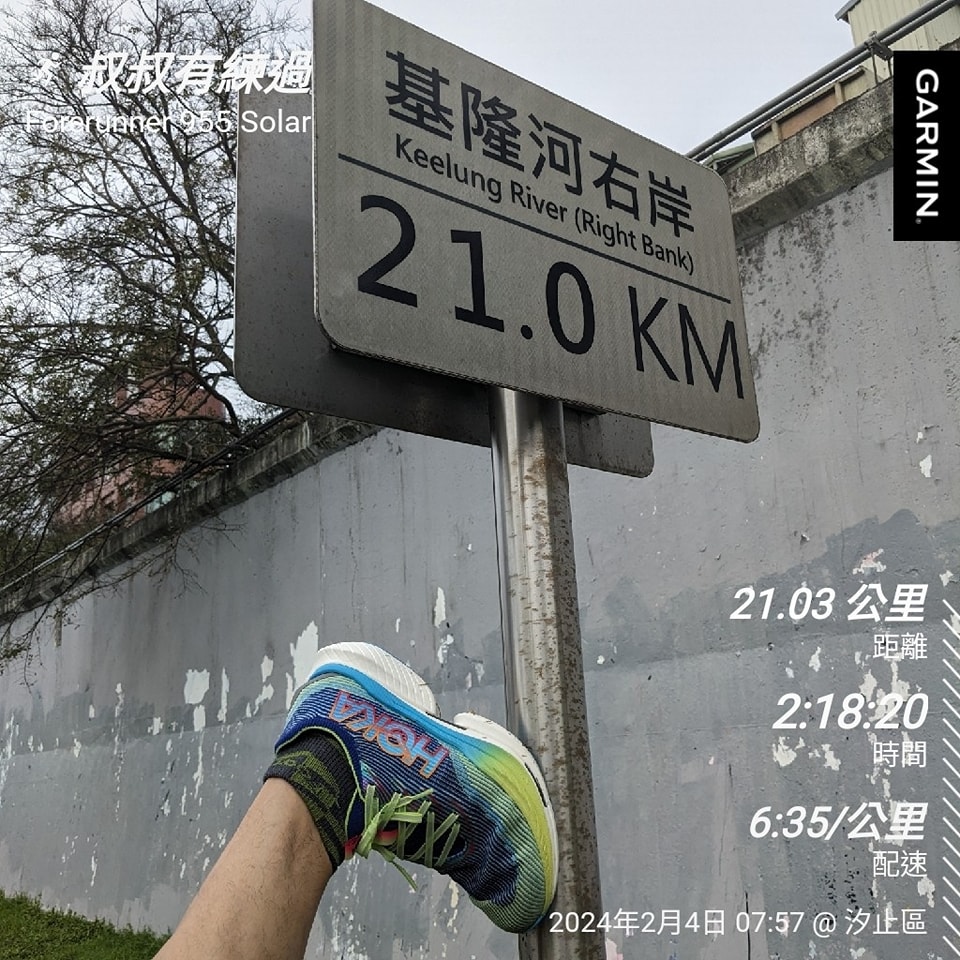 叔叔有練過
Forerunner 955 Solar
GARMIN.
基隆河右岸
Keelung River (Right Bank)
21.0 KM
HOKA
21.03 公里
距離
2:18:20
時間
6:35/公里
配速
2024年2月4日 07:57 @ 汐止區